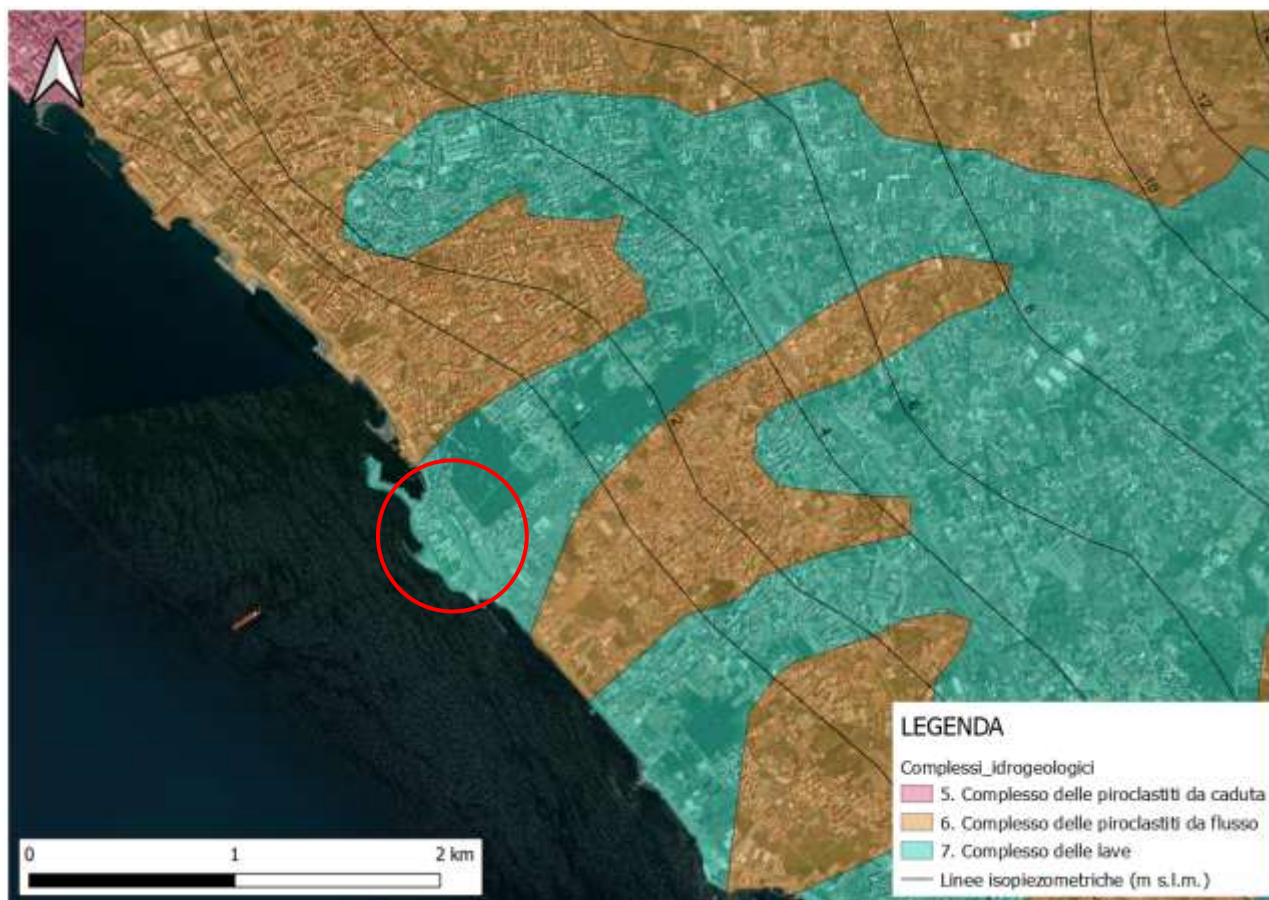 12
10
8
6
4
2
1
LEGENDA
Complessi_idrogeologici
5. Complesso delle piroclastiti da caduta
6. Complesso delle piroclastiti da flusso
7. Complesso delle lave
Linee isopiezometriche (m s.l.m.)
0 1 2 km